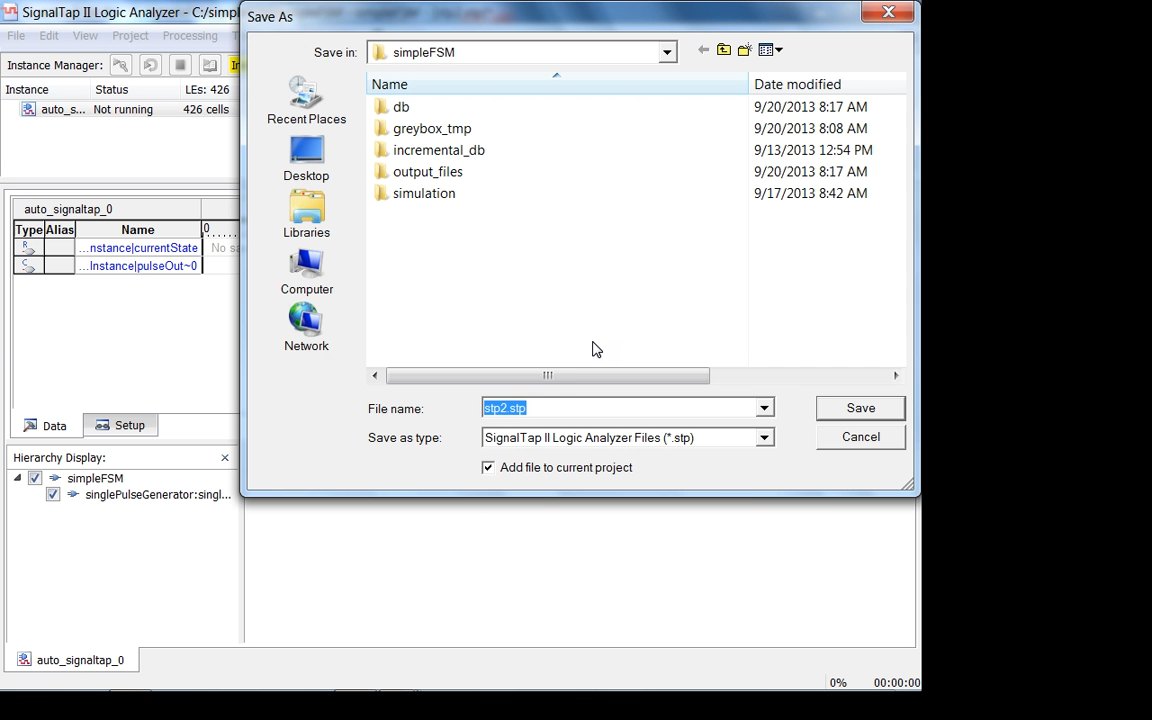 SignalTap II Logic Analyzer - C:/simpl
Save As
File Edit View Project Processing T
Save in: simpleFSM
Instance Manager: In
Name Date modified
Instance Status LEs: 426
auto_s... Not running 426 cells
db 9/20/2013 8:17 AM
greybox_tmp 9/20/2013 8:08 AM
incremental_db 9/13/2013 12:54 PM
output_files 9/20/2013 8:17 AM
simulation 9/17/2013 8:42 AM
Recent Places
Desktop
Libraries
Computer
Network
auto_signaltap_0
Type Alias Name 0
...nstance|currentState No sa
...Instance|pulseOut~0
File name: stp2.stp Save
Save as type: SignalTap II Logic Analyzer Files (*.stp) Cancel
Add file to current project
Data Setup
Hierarchy Display:
simpleFSM
singlePulseGenerator:singl...
auto_signaltap_0
0% 00:00:00